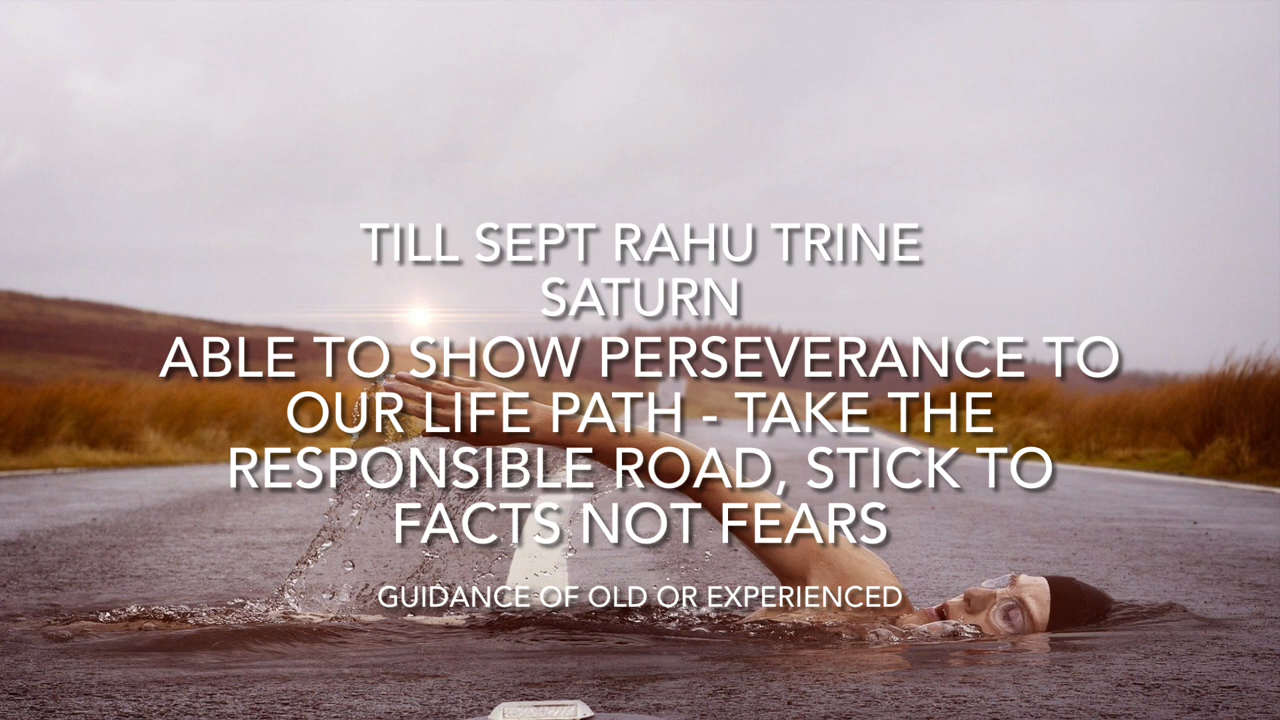 TILL SEPT RAHU TRINE
SATURN
ABLE TO SHOW PERSEVERANCE TO
OUR LIFE PATH - TAKE THE
RESPONSIBLE ROAD, STICK TO
FACTS NOT FEARS
GUIDANCE OF OLD OR EXPERIENCED